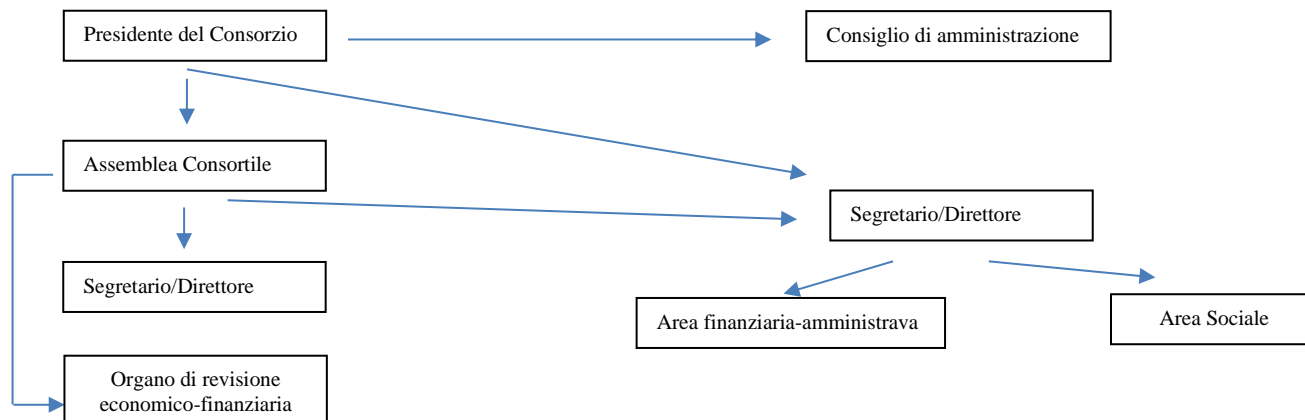 Presidente del Consorzio
Consiglio di amministrazione
Assemblea Consortile
Segretario/Direttore
Segretario/Direttore
Area finanziaria-amministrava
Area Sociale
Organo di revisione
economico-finanziaria